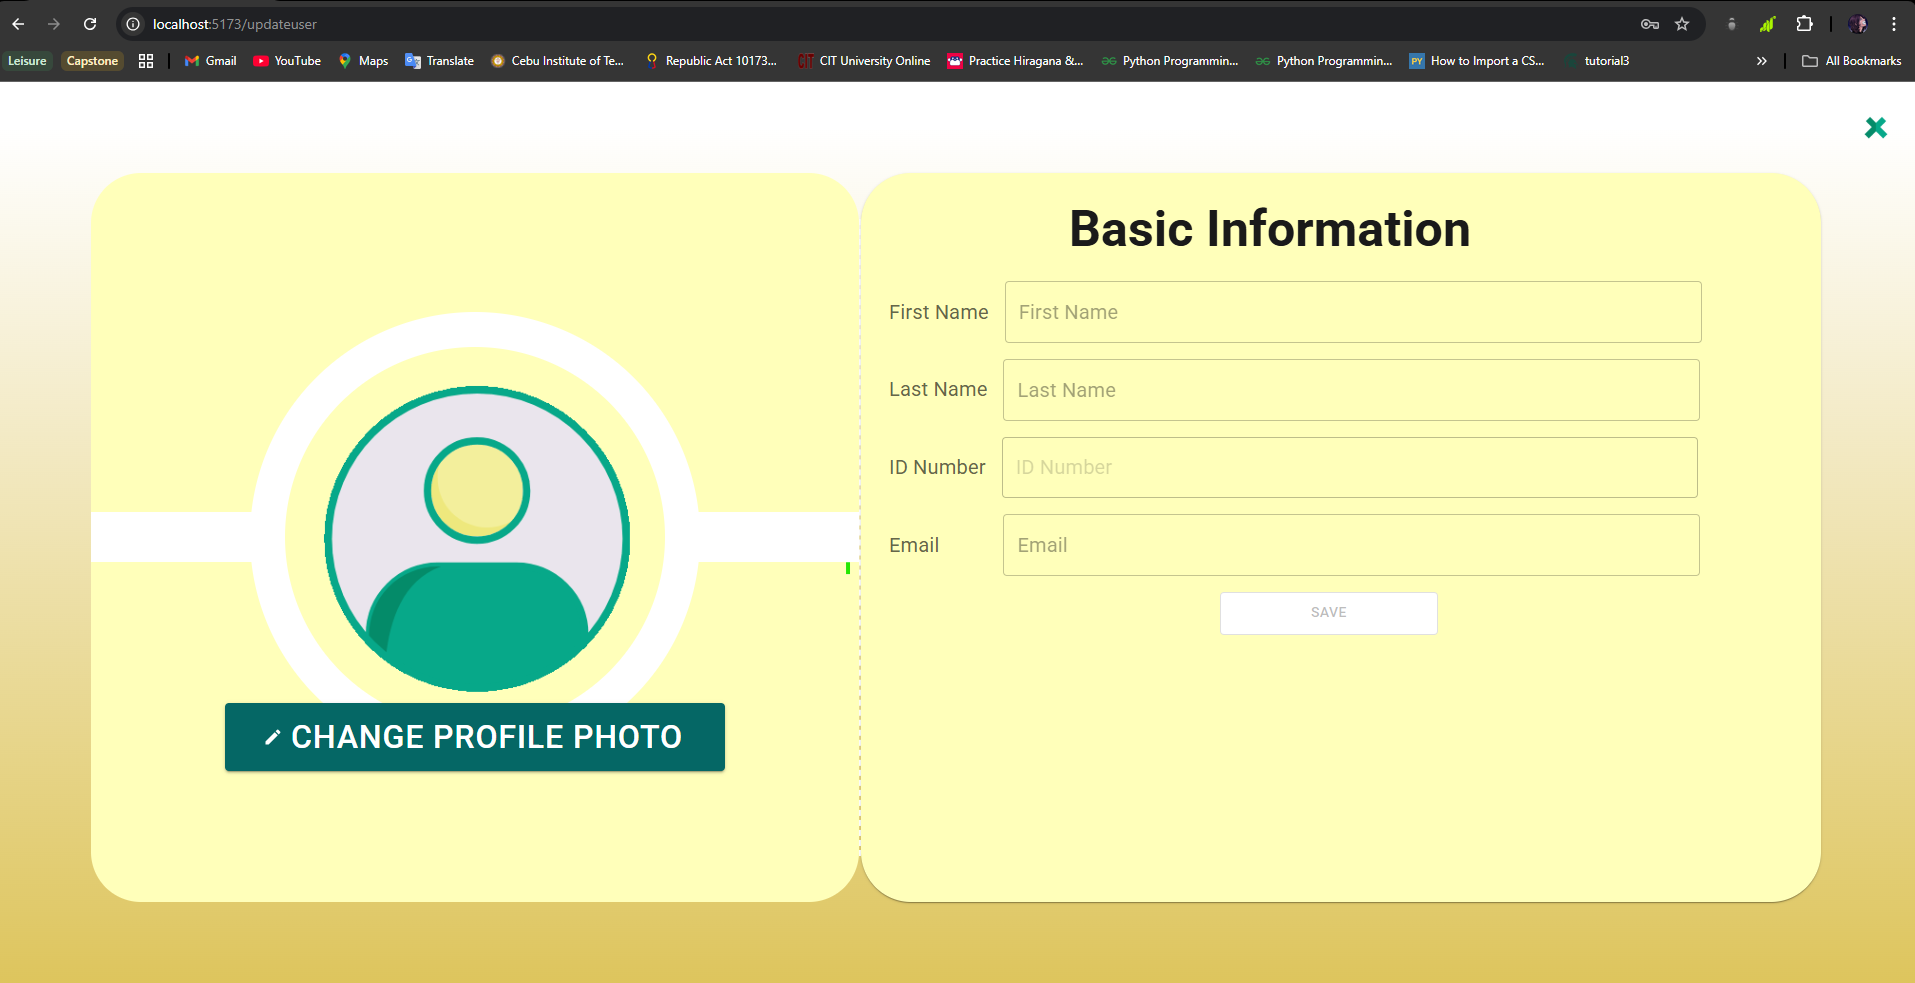 localhost:5173/updateuser
Leisure Capstone Gmail YouTube Maps Translate Cebu Institute of Te... Republic Act 10173... CIT CIT University Online Practice Hiragana &... Python Programmin... Python Programmin... PY How to Import a CS... tutorial3 » All Bookmarks
Basic Information
First Name First Name
Last Name Last Name
ID Number ID Number
Email Email
SAVE
CHANGE PROFILE PHOTO